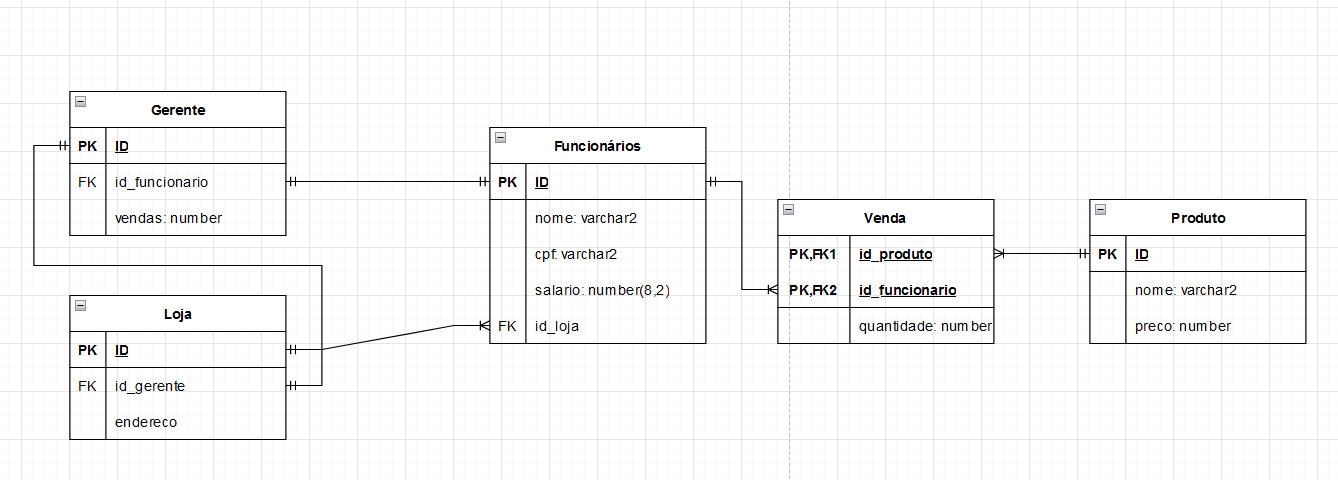 Gerente
PK ID
FK id_funcionario
vendas: number
Loja
PK ID
FK id_gerente
endereco
Funcionários
PK ID
nome: varchar2
cpf: varchar2
salario: number(8,2)
FK id_loja
Venda
PK,FK1 id_produto
PK,FK2 id_funcionario
quantidade: number
Produto
PK ID
nome: varchar2
preco: number